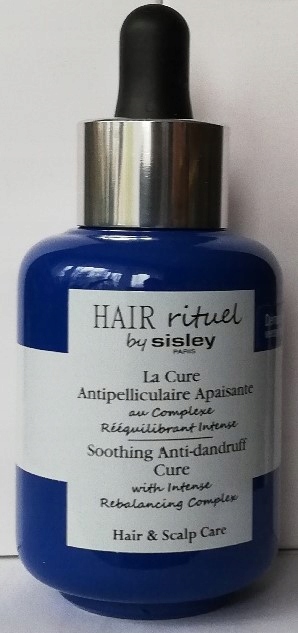 HAIR rituel
by sisley
PARIS
La Cure
Antipelliculaire Apaisante
au Complexe
Rééquilibrant Intense
Soothing Anti-dandruff
Cure
with Intense
Rebalancing Complex
Hair & Scalp Care